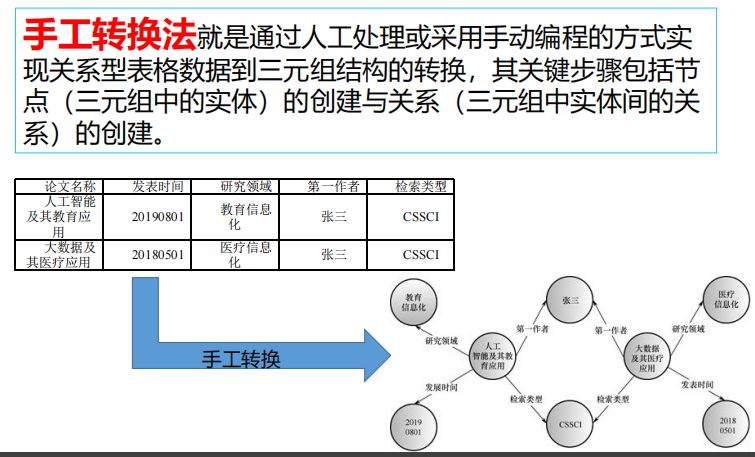 手工转换法就是通过人工处理或采用手动编程的方式实
现关系型表格数据到三元组结构的转换，其关键步骤包括节
点（三元组中的实体）的创建与关系（三元组中实体间的关
系）的创建。
论文名称 发表时间 研究领域 第一作者 检索类型
人工智能
及其教育应
用
20190801
教育信息
化
张三
CSSCI
大数据及
其医疗应用
20180501
医疗信息
化
张三
CSSCI
手工转换
教育
信息化
张三
医疗
信息化
研究领域
第一作者
第一作者
研究领域
人工
智能及其教
育应用
大数据
及其医疗
应用
发展时间
检索类型
检索类型
发表时间
2019
0801
CSSCI
2018
0501